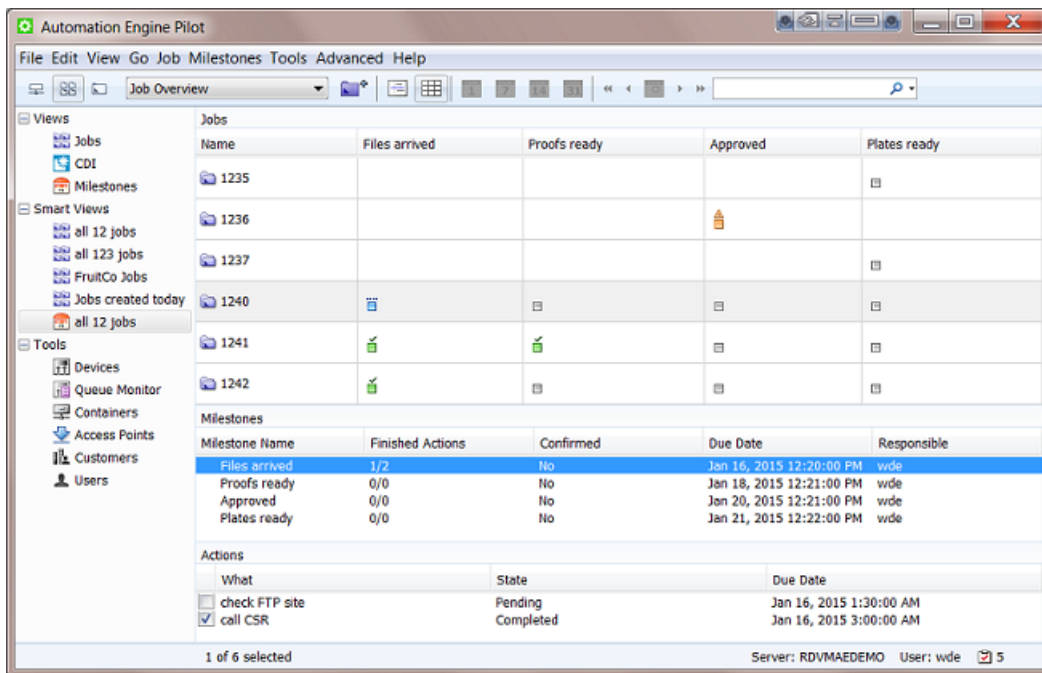 Automation Engine Pilot
File Edit View Go Job Milestones Tools Advanced Help
Job Overview 1 7 14 31
Views
Jobs
CDI
Milestones
Smart Views
all 12 jobs
all 123 jobs
FruitCo Jobs
Jobs created today
all 12 jobs
Tools
Devices
Queue Monitor
Containers
Access Points
Customers
Users
Jobs
Name Files arrived Proofs ready Approved Plates ready
1235
1236
1237
1240
1241
1242
Milestones
Milestone Name Finished Actions Confirmed Due Date Responsible
Files arrived 1/2 No Jan 16, 2015 12:20:00 PM wde
Proofs ready 0/0 No Jan 18, 2015 12:21:00 PM wde
Approved 0/0 No Jan 20, 2015 12:21:00 PM wde
Plates ready 0/0 No Jan 21, 2015 12:22:00 PM wde
Actions
What State Due Date
check FTP site Pending Jan 16, 2015 1:30:00 AM
call CSR Completed Jan 16, 2015 3:00:00 AM
1 of 6 selected Server: RDVMAEDEMO User: wde 5